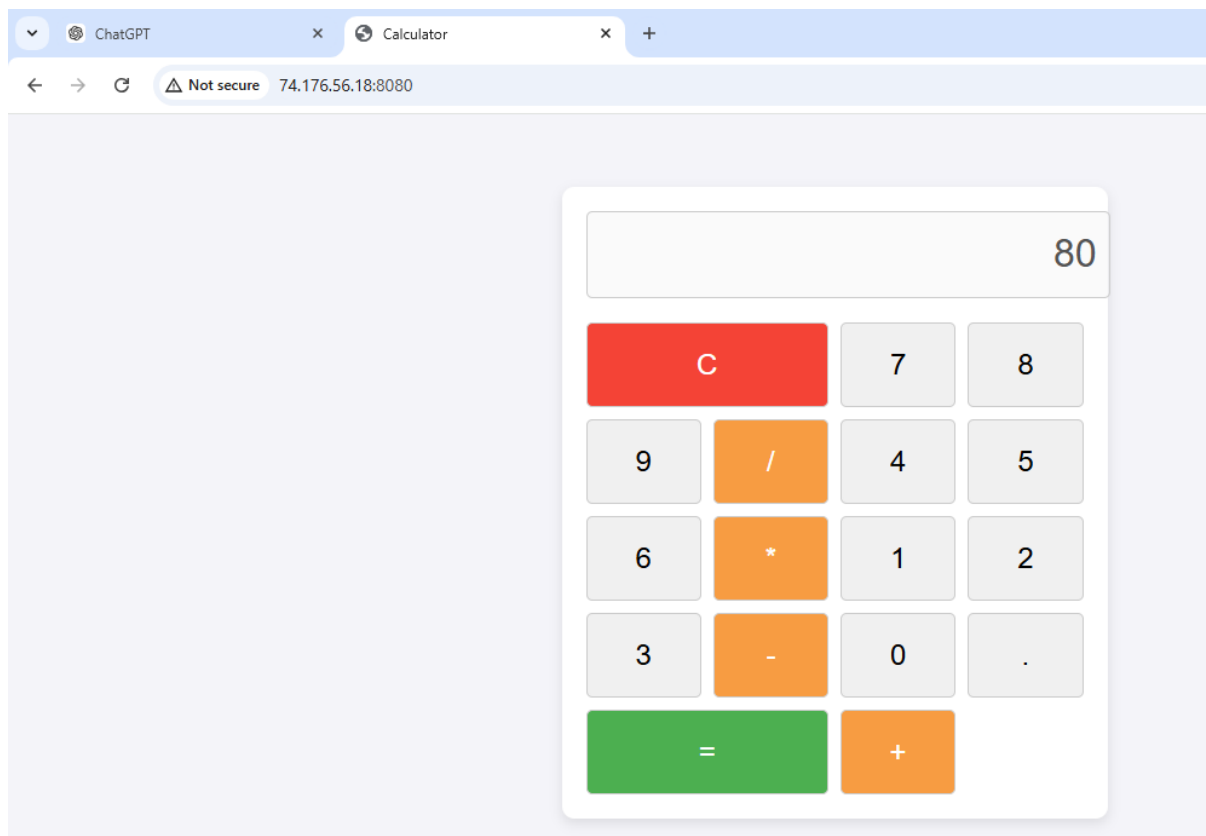 ChatGPT
Calculator
Not secure 74.176.56.18:8080
80
C 7 8
9 / 4 5
6 * 1 2
3 - 0 .
= +